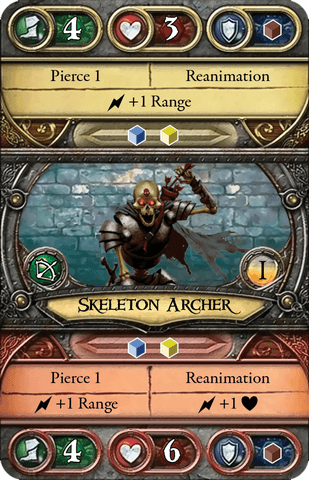 4 3
Pierce 1 Reanimation
+1 Range
I
Skeleton Archer
Pierce 1 Reanimation
+1 Range +1
4 6